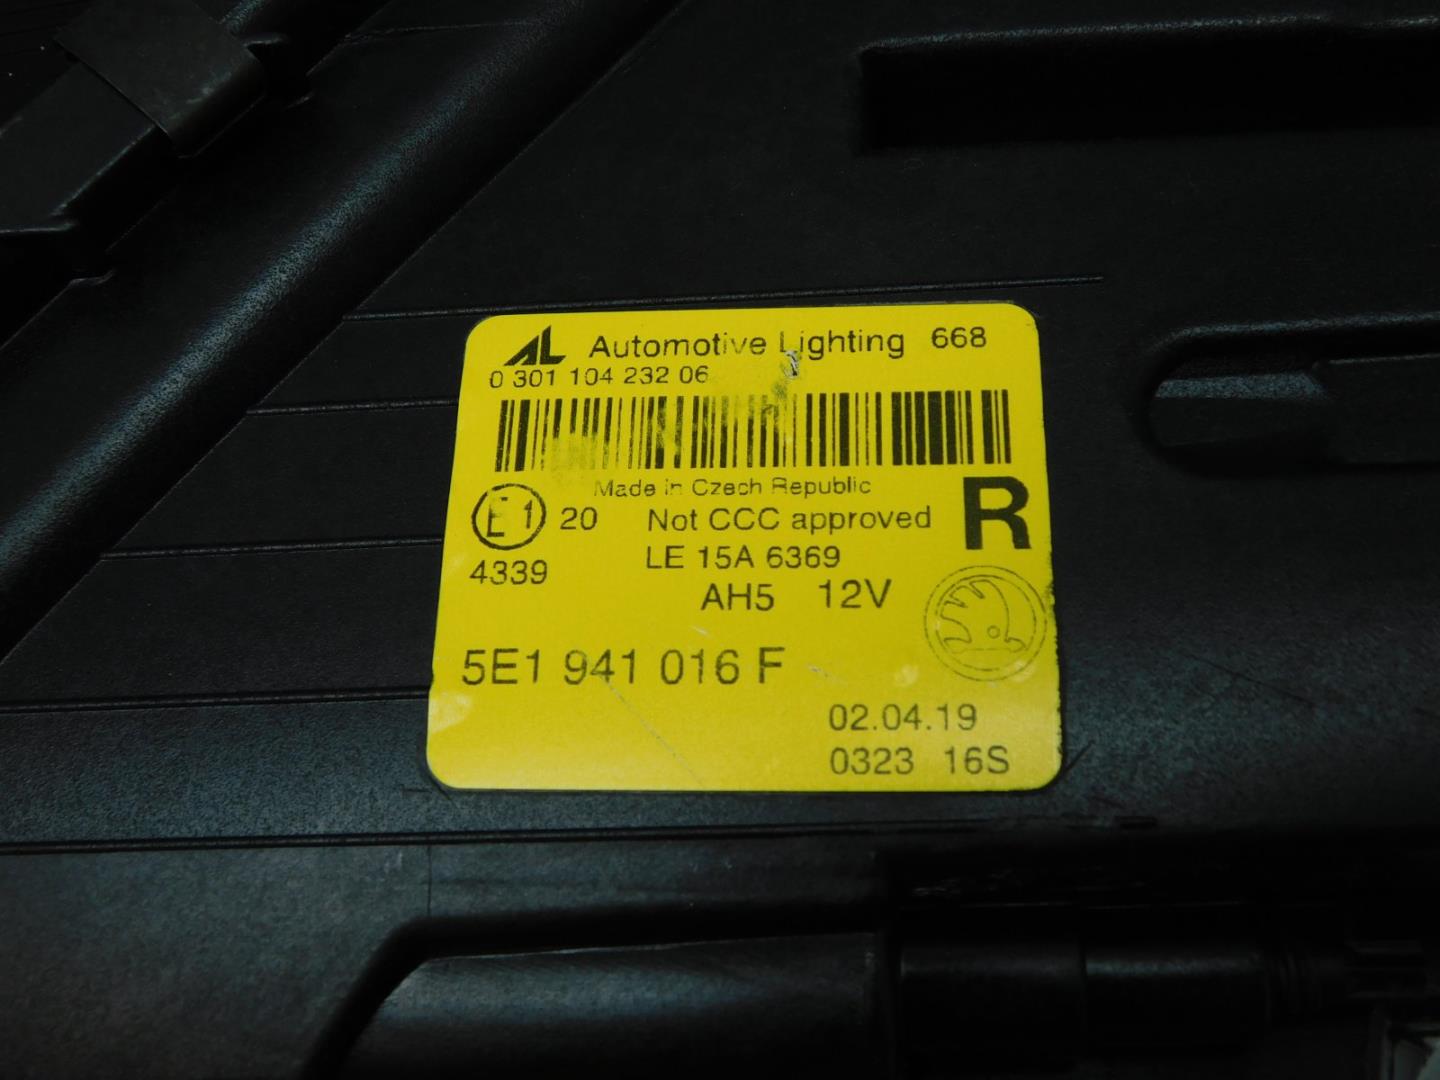 AL Automotive Lighting 668
0 301 104 232 06
Made in Czech Republic
E1 20 Not CCC approved R
4339 LE 15A 6369
AH5 12V
5E1 941 016 F
02.04.19
0323 16S